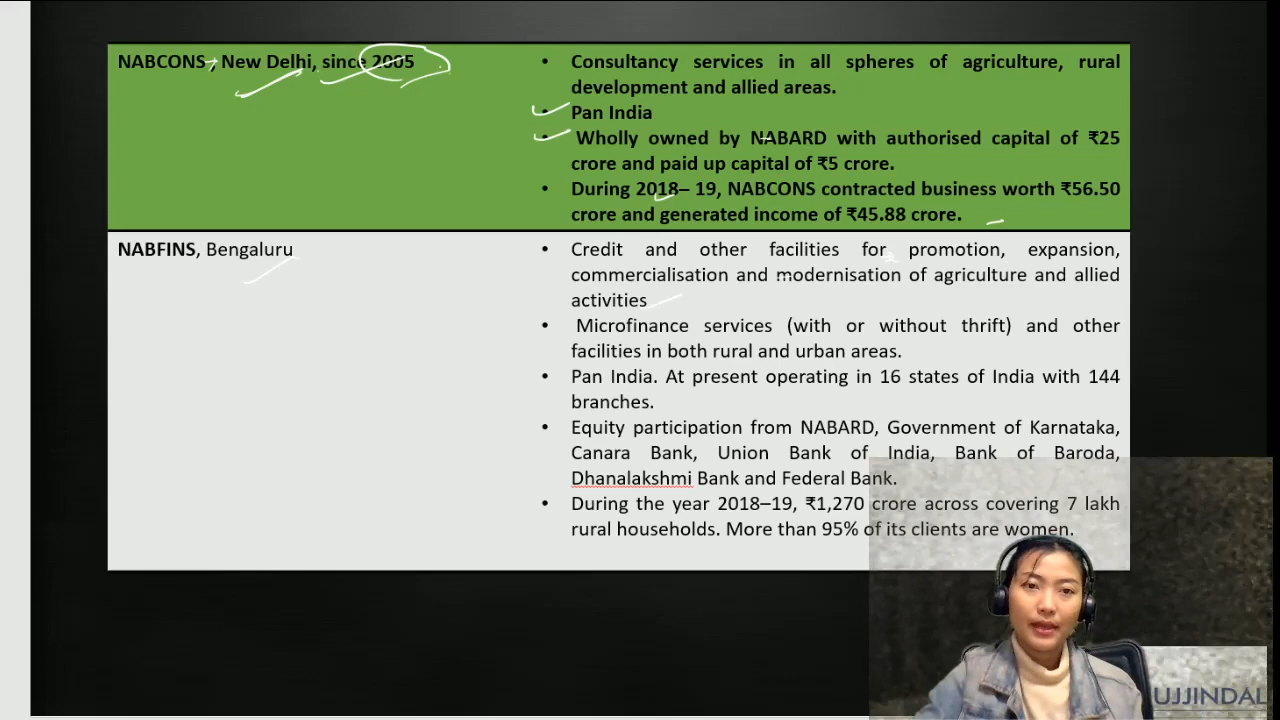 NABCONS , New Delhi, since 2005
• Consultancy services in all spheres of agriculture, rural
development and allied areas.
• Pan India
• Wholly owned by NABARD with authorised capital of ₹25
crore and paid up capital of ₹5 crore.
• During 2018– 19, NABCONS contracted business worth ₹56.50
crore and generated income of ₹45.88 crore.
NABFINS, Bengaluru
• Credit and other facilities for promotion, expansion,
commercialisation and modernisation of agriculture and allied
activities
• Microfinance services (with or without thrift) and other
facilities in both rural and urban areas.
• Pan India. At present operating in 16 states of India with 144
branches.
• Equity participation from NABARD, Government of Karnataka,
Canara Bank, Union Bank of India, Bank of Baroda,
Dhanalakshmi Bank and Federal Bank.
• During the year 2018–19, ₹1,270 crore across covering 7 lakh
rural households. More than 95% of its clients are women.
UJJINDAL